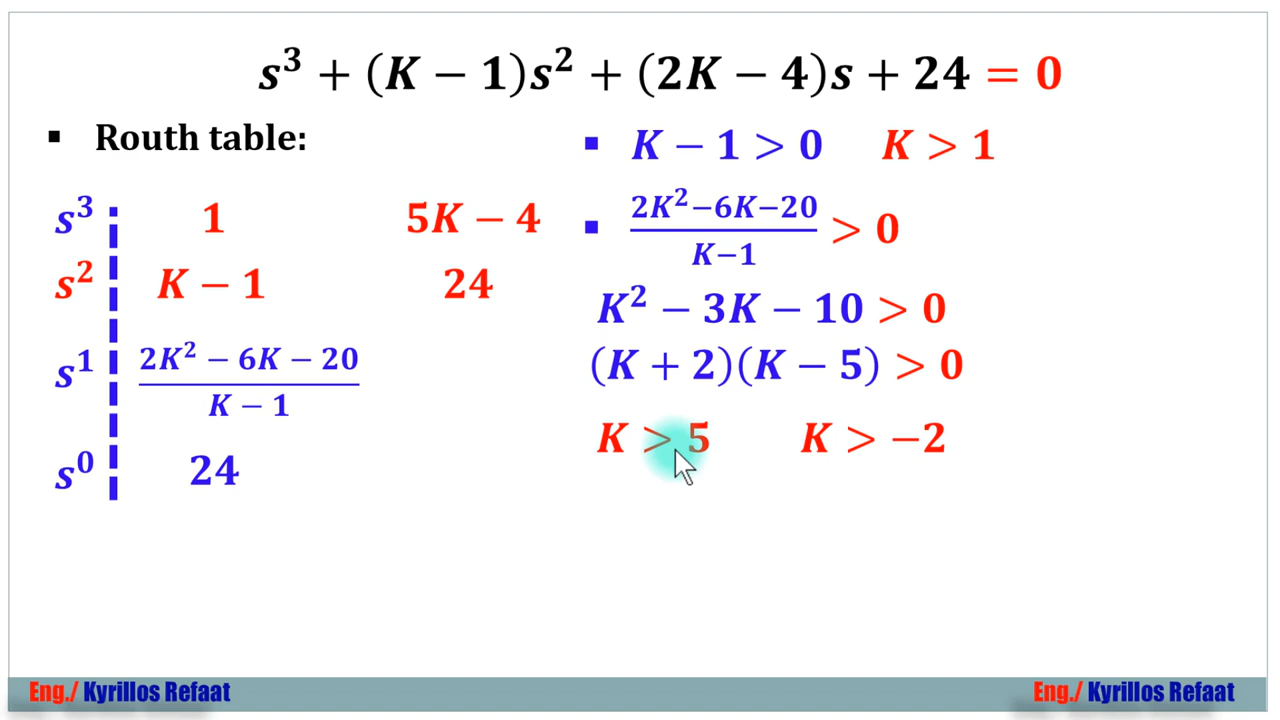 s³ + (K − 1)s² + (2K − 4)s + 24 = 0
▪ Routh table:
s³ 1 5K − 4
s² K − 1 24
s¹ (2K² − 6K − 20)/(K − 1)
s⁰ 24
▪ K − 1 > 0 K > 1
▪ (2K²−6K−20)/(K−1) > 0
K² − 3K − 10 > 0
(K + 2)(K − 5) > 0
K > 5 K > −2
Eng./ Kyrillos Refaat
Eng./ Kyrillos Refaat